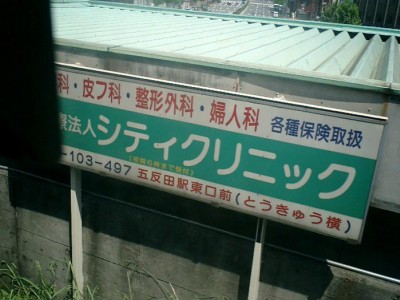 科・皮フ科・整形外科・婦人科 各種保険取扱
療法人シティクリニック
-103-497 五反田駅東口前(とうきゅう横)